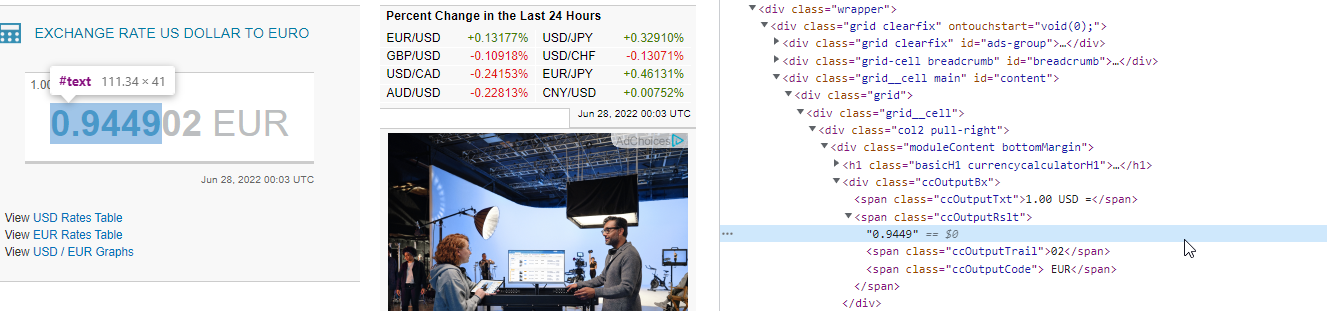 EXCHANGE RATE US DOLLAR TO EURO
#text 111.34 × 41
1.00
0.944902 EUR
Jun 28, 2022 00:03 UTC
View USD Rates Table
View EUR Rates Table
View USD / EUR Graphs
Percent Change in the Last 24 Hours
EUR/USD +0.13177% USD/JPY +0.32910%
GBP/USD -0.10918% USD/CHF -0.13071%
USD/CAD -0.24153% EUR/JPY +0.46131%
AUD/USD -0.22813% CNY/USD +0.00752%
Jun 28, 2022 00:03 UTC
AdChoices
<div class="wrapper">
<div class="grid clearfix" ontouchstart="void(0);">
<div class="grid clearfix" id="ads-group">…</div>
<div class="grid-cell breadcrumb" id="breadcrumb">…</div>
<div class="grid__cell main" id="content">
<div class="grid">
<div class="grid__cell">
<div class="col2 pull-right">
<div class="moduleContent bottomMargin">
<h1 class="basicH1 currencycalculatorH1">…</h1>
<div class="ccOutputBx">
<span class="ccOutputTxt">1.00 USD =</span>
<span class="ccOutputRslt">
"0.9449" == $0
<span class="ccOutputTrail">02</span>
<span class="ccOutputCode"> EUR</span>
</span>
</div>